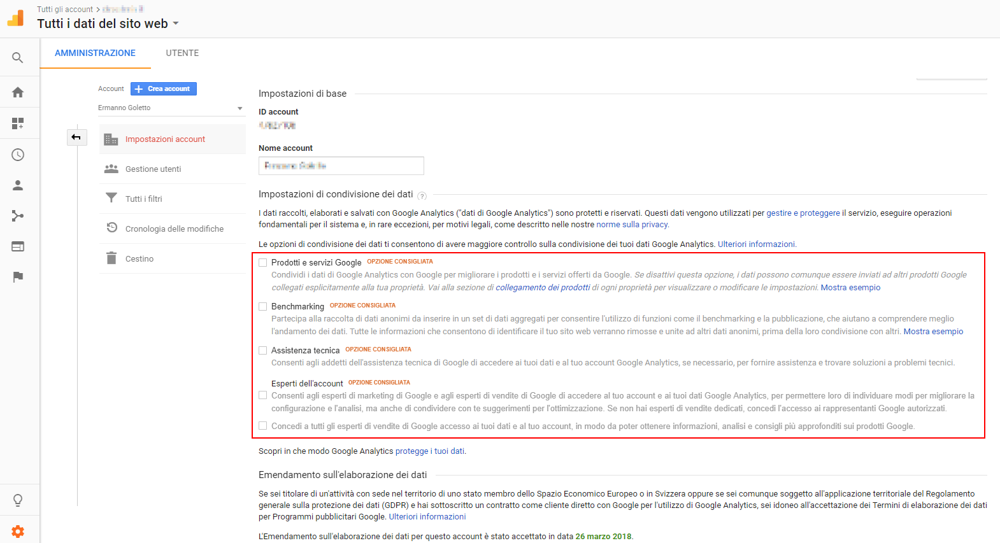 Tutti gli account >
Tutti i dati del sito web
AMMINISTRAZIONE
UTENTE
Account
Crea account
Ermanno Goletto
Impostazioni account
Gestione utenti
Tutti i filtri
Cronologia delle modifiche
Cestino
Impostazioni di base
ID account
Nome account
Impostazioni di condivisione dei dati ?
I dati raccolti, elaborati e salvati con Google Analytics ("dati di Google Analytics") sono protetti e riservati. Questi dati vengono utilizzati per gestire e proteggere il servizio, eseguire operazioni
fondamentali per il sistema e, in rare eccezioni, per motivi legali, come descritto nelle nostre norme sulla privacy.
Le opzioni di condivisione dei dati ti consentono di avere maggiore controllo sulla condivisione dei tuoi dati Google Analytics. Ulteriori informazioni.
Prodotti e servizi Google OPZIONE CONSIGLIATA
Condividi i dati di Google Analytics con Google per migliorare i prodotti e i servizi offerti da Google. Se disattivi questa opzione, i dati possono comunque essere inviati ad altri prodotti Google
collegati esplicitamente alla tua proprietà. Vai alla sezione di collegamento dei prodotti di ogni proprietà per visualizzare o modificare le impostazioni. Mostra esempio
Benchmarking OPZIONE CONSIGLIATA
Partecipa alla raccolta di dati anonimi da inserire in un set di dati aggregati per consentire l'utilizzo di funzioni come il benchmarking e la pubblicazione, che aiutano a comprendere meglio
l'andamento dei dati. Tutte le informazioni che consentono di identificare il tuo sito web verranno rimosse e unite ad altri dati anonimi, prima della loro condivisione con altri. Mostra esempio
Assistenza tecnica OPZIONE CONSIGLIATA
Consenti agli addetti dell'assistenza tecnica di Google di accedere ai tuoi dati e al tuo account Google Analytics, se necessario, per fornire assistenza e trovare soluzioni a problemi tecnici.
Esperti dell'account OPZIONE CONSIGLIATA
Consenti agli esperti di marketing di Google e agli esperti di vendite di Google di accedere al tuo account e ai tuoi dati Google Analytics, per permettere loro di individuare modi per migliorare la
configurazione e l'analisi, ma anche di condividere con te suggerimenti per l'ottimizzazione. Se non hai esperti di vendite dedicati, concedi l'accesso ai rappresentanti Google autorizzati.
Concedi a tutti gli esperti di vendite di Google accesso ai tuoi dati e al tuo account, in modo da poter ottenere informazioni, analisi e consigli più approfonditi sui prodotti Google.
Scopri in che modo Google Analytics protegge i tuoi dati.
Emendamento sull'elaborazione dei dati
Se sei titolare di un'attività con sede nel territorio di uno stato membro dello Spazio Economico Europeo o in Svizzera oppure se sei comunque soggetto all'applicazione territoriale del Regolamento
generale sulla protezione dei dati (GDPR) e hai sottoscritto un contratto come cliente diretto con Google per l'utilizzo di Google Analytics, sei idoneo all'accettazione dei Termini di elaborazione dei dati
per Programmi pubblicitari Google. Ulteriori informazioni
L'Emendamento sull'elaborazione dei dati per questo account è stato accettato in data 26 marzo 2018.